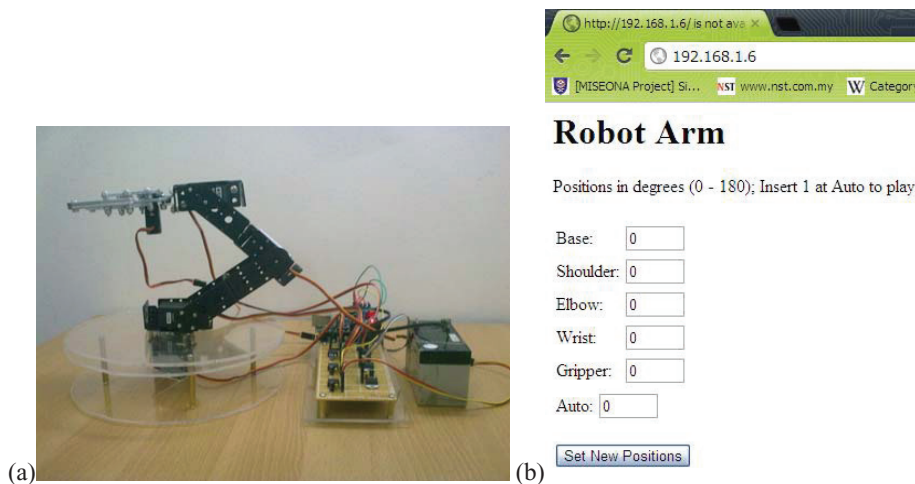 http://192.168.1.6/ is not ava
192.168.1.6
[MISEONA Project] Si... NST www.nst.com.my W Categor
Robot Arm
Positions in degrees (0 - 180); Insert 1 at Auto to play
Base: 0
Shoulder: 0
Elbow: 0
Wrist: 0
Gripper: 0
Auto: 0
Set New Positions
(a) (b)